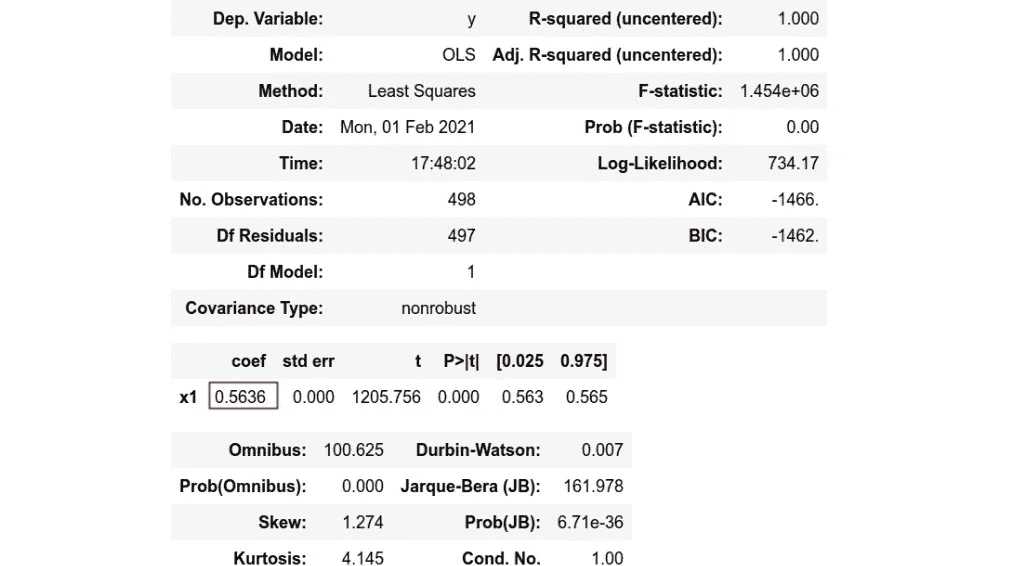 Dep. Variable: y R-squared (uncentered): 1.000
Model: OLS Adj. R-squared (uncentered): 1.000
Method: Least Squares F-statistic: 1.454e+06
Date: Mon, 01 Feb 2021 Prob (F-statistic): 0.00
Time: 17:48:02 Log-Likelihood: 734.17
No. Observations: 498 AIC: -1466.
Df Residuals: 497 BIC: -1462.
Df Model: 1
Covariance Type: nonrobust
coef std err t P>|t| [0.025 0.975]
x1 0.5636 0.000 1205.756 0.000 0.563 0.565
Omnibus: 100.625 Durbin-Watson: 0.007
Prob(Omnibus): 0.000 Jarque-Bera (JB): 161.978
Skew: 1.274 Prob(JB): 6.71e-36
Kurtosis: 4.145 Cond. No. 1.00